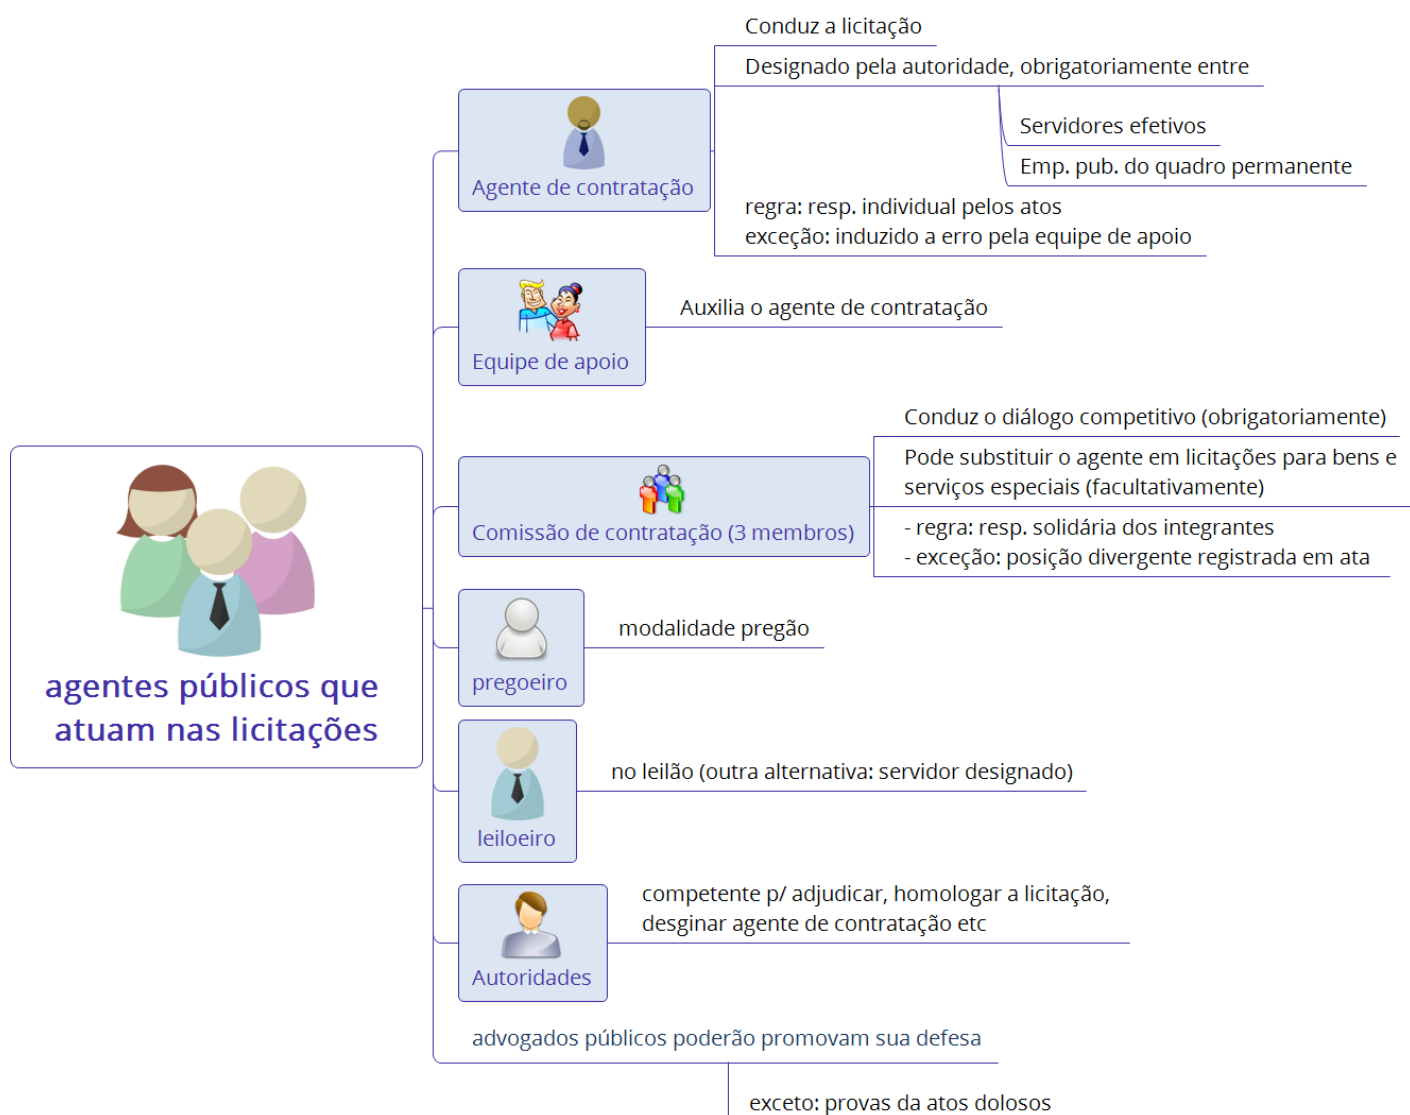 agentes públicos que
atuam nas licitações
Agente de contratação
Conduz a licitação
Designado pela autoridade, obrigatoriamente entre
Servidores efetivos
Emp. pub. do quadro permanente
regra: resp. individual pelos atos
exceção: induzido a erro pela equipe de apoio
Equipe de apoio
Auxilia o agente de contratação
Comissão de contratação (3 membros)
Conduz o diálogo competitivo (obrigatoriamente)
Pode substituir o agente em licitações para bens e
serviços especiais (facultativamente)
- regra: resp. solidária dos integrantes
- exceção: posição divergente registrada em ata
pregoeiro
modalidade pregão
leiloeiro
no leilão (outra alternativa: servidor designado)
Autoridades
competente p/ adjudicar, homologar a licitação,
desginar agente de contratação etc
advogados públicos poderão promovam sua defesa
exceto: provas da atos dolosos